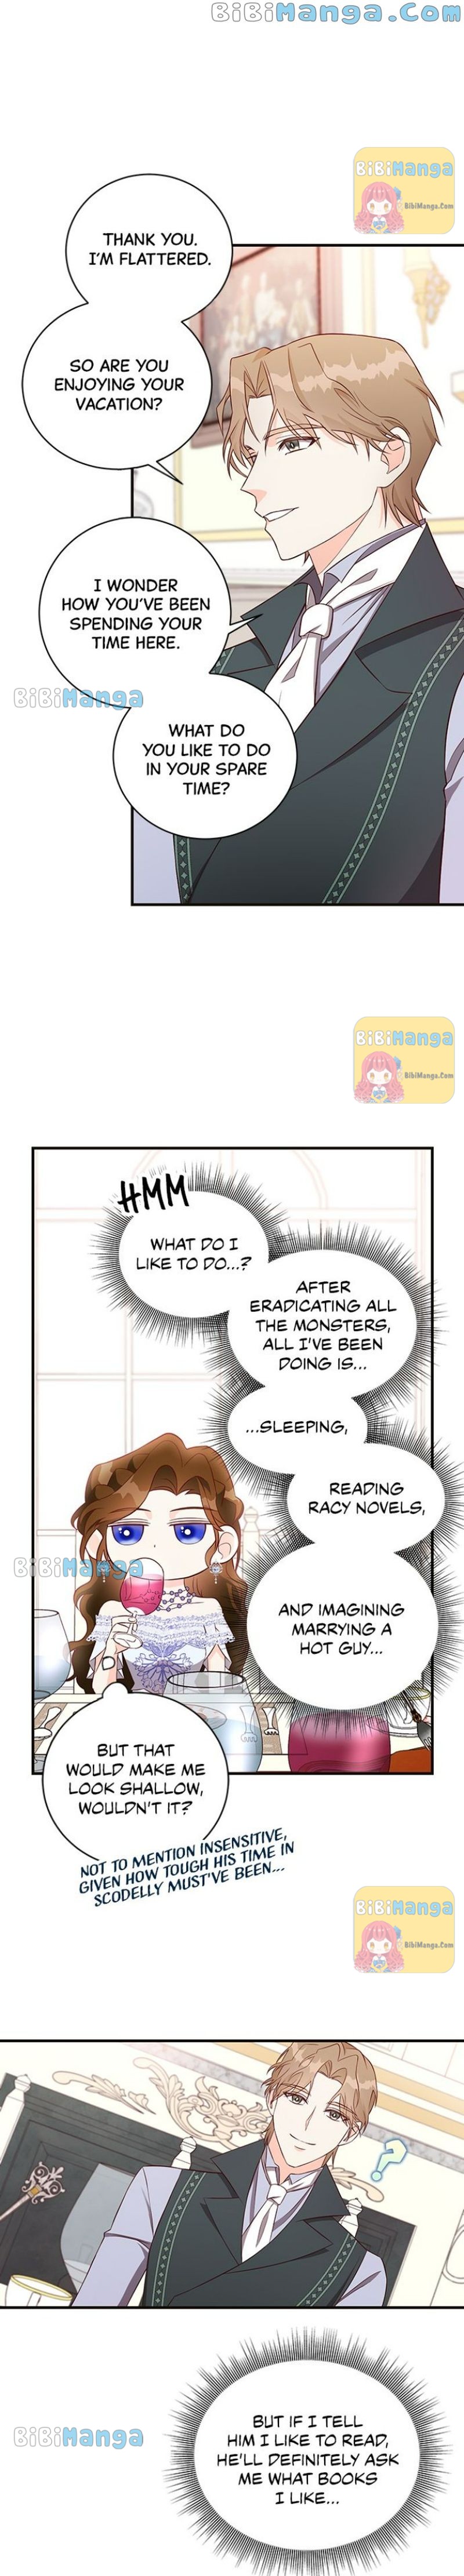 BiBiManga.Com
BiBiManga
BibiManga.Com
THANK YOU.
I'M FLATTERED.
SO ARE YOU
ENJOYING YOUR
VACATION?
I WONDER
HOW YOU'VE BEEN
SPENDING YOUR
TIME HERE.
BiBiManga
WHAT DO
YOU LIKE TO DO
IN YOUR SPARE
TIME?
BiBiManga
BibiManga.Com
HMM
WHAT DO I
LIKE TO DO...?
AFTER
ERADICATING ALL
THE MONSTERS,
ALL I'VE BEEN
DOING IS...
...SLEEPING,
READING
RACY NOVELS,
BiBiManga
AND IMAGINING
MARRYING A
HOT GUY...
BUT THAT
WOULD MAKE ME
LOOK SHALLOW,
WOULDN'T IT?
NOT TO MENTION INSENSITIVE,
GIVEN HOW TOUGH HIS TIME IN
SCODELLY MUST'VE BEEN...
BiBiManga
BibiManga.Com
?
BiBiManga
BUT IF I TELL
HIM I LIKE TO READ,
HE'LL DEFINITELY ASK
ME WHAT BOOKS
I LIKE...